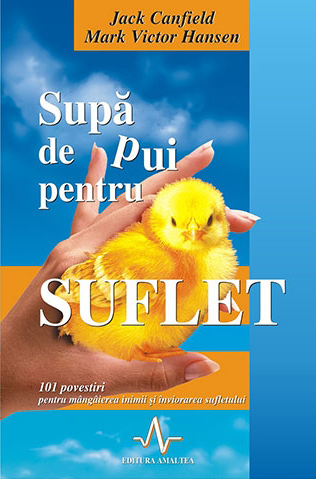 Jack Canfield
Mark Victor Hansen
Supă
de pui
pentru
SUFLET
101 povestiri
pentru mângâierea inimii și înviorarea sufletului
EDITURA AMALTEA